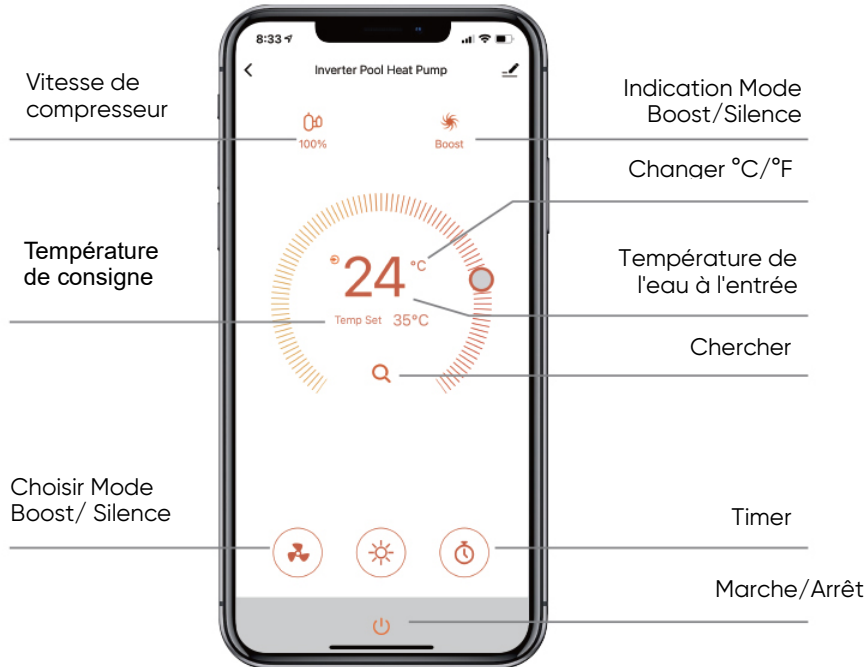 8:33
Inverter Pool Heat Pump
Vitesse de
compresseur
100%
Boost
Indication Mode
Boost/Silence
Changer °C/°F
Température
de consigne
24 °C
Temp Set 35°C
Température de
l'eau à l'entrée
Chercher
Choisir Mode
Boost/ Silence
Timer
Marche/Arrêt